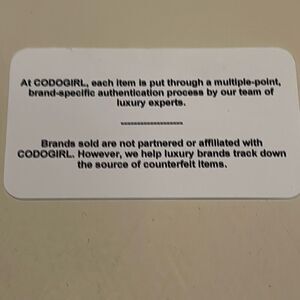 At CODOGIRL, each item is put through a multiple-point,
brand-specific authentication process by our team of
luxury experts.
--------------------
Brands sold are not partnered or affiliated with
CODOGIRL. However, we help luxury brands track down
the source of counterfeit items.